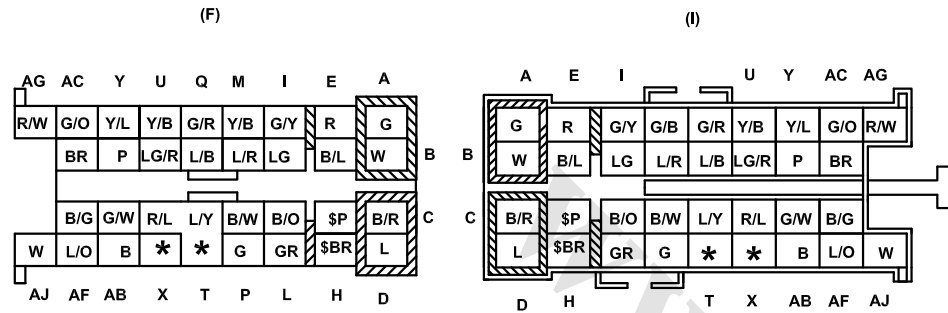 (F)
AG AC Y U Q M I E A
R/W G/O Y/L Y/B G/R Y/B G/Y R G
BR P LG/R L/B L/R LG B/L W B
B/G G/W R/L L/Y B/W B/O $P B/R C
W L/O B * * G GR $BR L
AJ AF AB X T P L H D
(I)
A E I U Y AC AG
G R G/Y G/B G/R Y/B Y/L G/O R/W
B W B/L LG L/R L/B LG/R P BR
C B/R $P B/O B/W L/Y R/L G/W B/G
L $BR GR G * * B L/O W
D H T X AB AF AJ